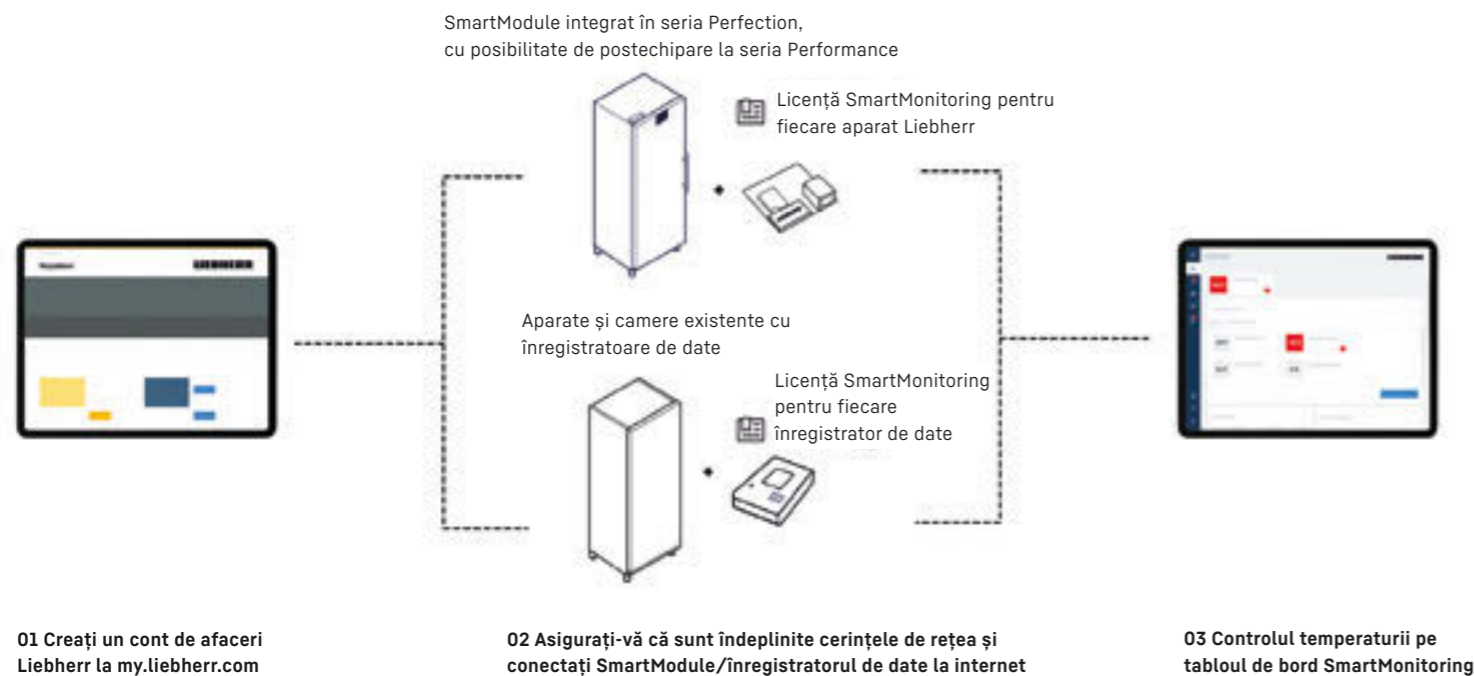 SmartModule integrat în seria Perfection,
cu posibilitate de postechipare la seria Performance
Licență SmartMonitoring pentru
fiecare aparat Liebherr
Aparate și camere existente cu
înregistratoare de date
Licență SmartMonitoring
pentru fiecare
înregistrator de date
01 Creați un cont de afaceri
Liebherr la my.liebherr.com
02 Asigurați-vă că sunt îndeplinite cerințele de rețea și
conectați SmartModule/înregistratorul de date la internet
03 Controlul temperaturii pe
tabloul de bord SmartMonitoring